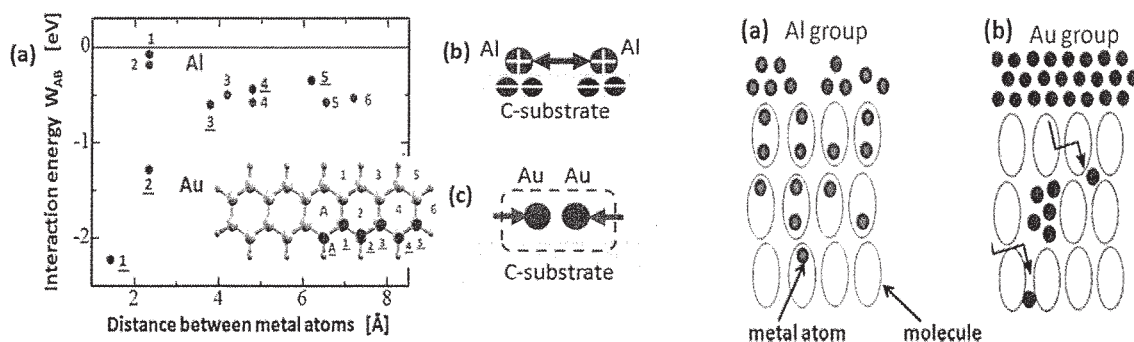 (a)
Interaction energy W_AB [eV]
0
-1
-2
1
2
Al
3
4
4
5
5
6
3
2
Au
1
1 3 5
A 2 4 6
A 1 2 3 4 5
2 4 6 8
Distance between metal atoms [Å]
(b)
Al Al
C-substrate
(c)
Au Au
C-substrate
(a) Al group
metal atom
molecule
(b) Au group